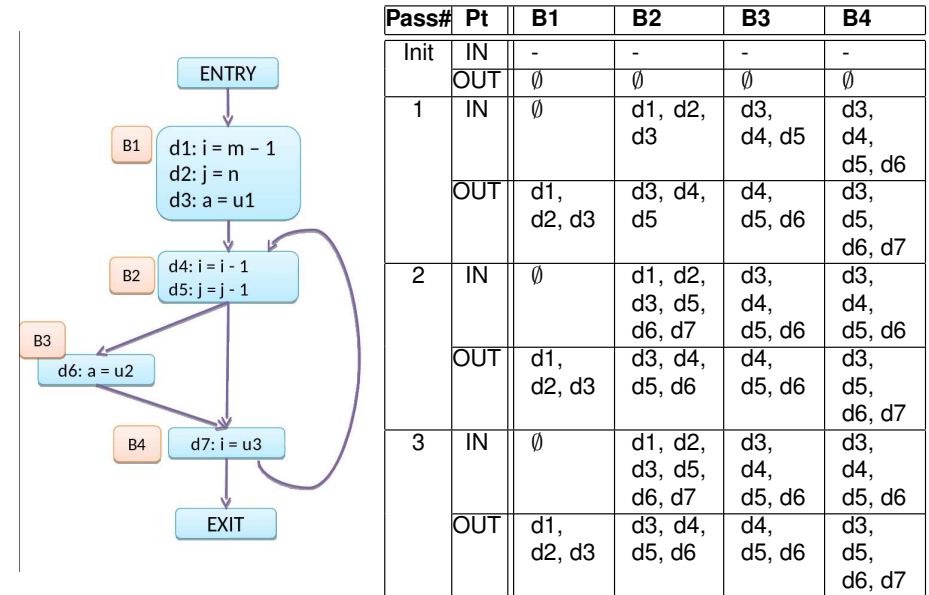 ENTRY
B1
d1: i = m – 1
d2: j = n
d3: a = u1
B2
d4: i = i - 1
d5: j = j - 1
B3
d6: a = u2
B4
d7: i = u3
EXIT
Pass# Pt B1 B2 B3 B4
Init IN - - - -
OUT ∅ ∅ ∅ ∅
1 IN ∅ d1, d2, d3, d3,
d3 d4, d5 d4,
d5, d6
OUT d1, d3, d4, d4, d3,
d2, d3 d5 d5, d6 d5,
d6, d7
2 IN ∅ d1, d2, d3, d3,
d3, d5, d4, d4,
d6, d7 d5, d6 d5, d6
OUT d1, d3, d4, d4, d3,
d2, d3 d5, d6 d5, d6 d5,
d6, d7
3 IN ∅ d1, d2, d3, d3,
d3, d5, d4, d4,
d6, d7 d5, d6 d5, d6
OUT d1, d3, d4, d4, d3,
d2, d3 d5, d6 d5, d6 d5,
d6, d7